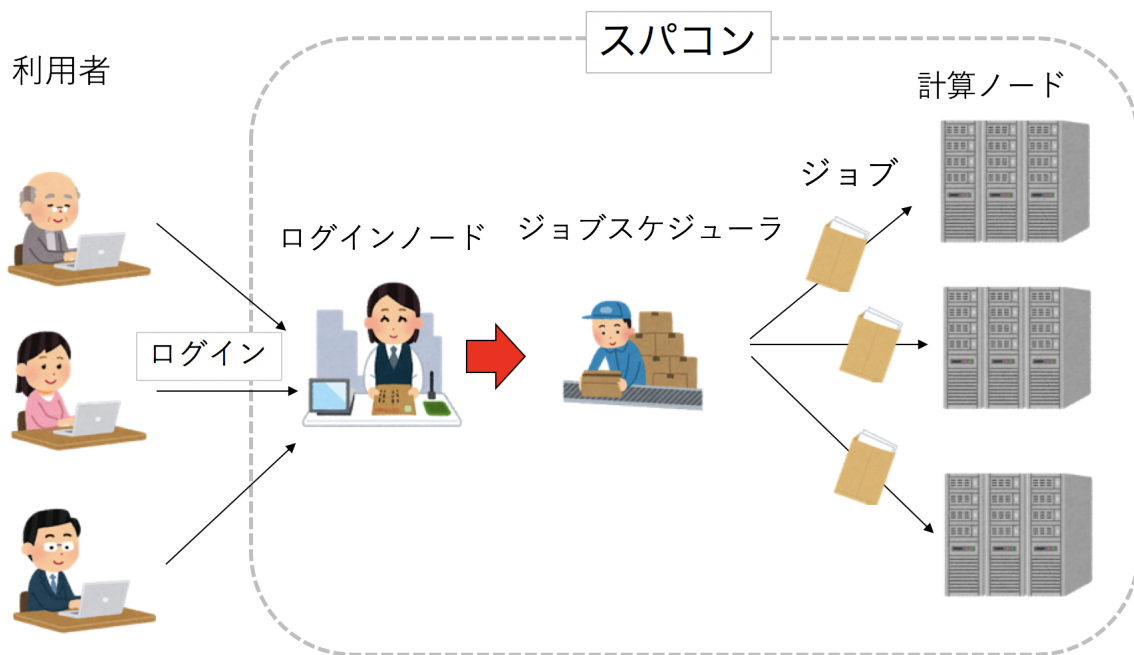 スパコン
利用者
計算ノード
ジョブ
ログインノード
ジョブスケジューラ
ログイン